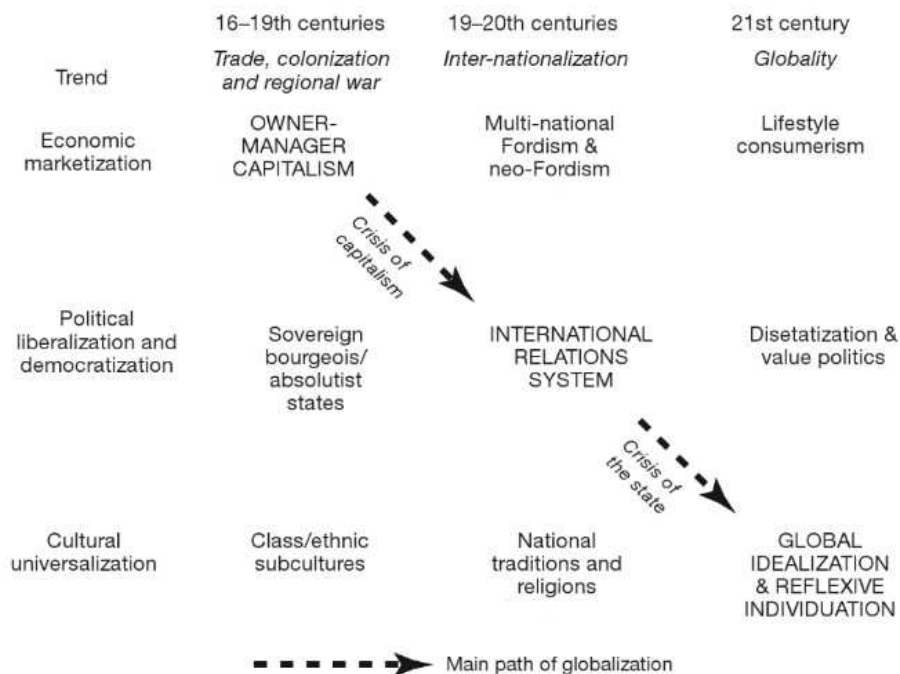 16–19th centuries
19–20th centuries
21st century
Trend
Trade, colonization
and regional war
Inter-nationalization
Globality
Economic
marketization
OWNER-
MANAGER
CAPITALISM
Multi-national
Fordism &
neo-Fordism
Lifestyle
consumerism
Crisis of
capitalism
Political
liberalization and
democratization
Sovereign
bourgeois/
absolutist
states
INTERNATIONAL
RELATIONS
SYSTEM
Disetatization &
value politics
Crisis of
the state
Cultural
universalization
Class/ethnic
subcultures
National
traditions and
religions
GLOBAL
IDEALIZATION
& REFLEXIVE
INDIVIDUATION
Main path of globalization